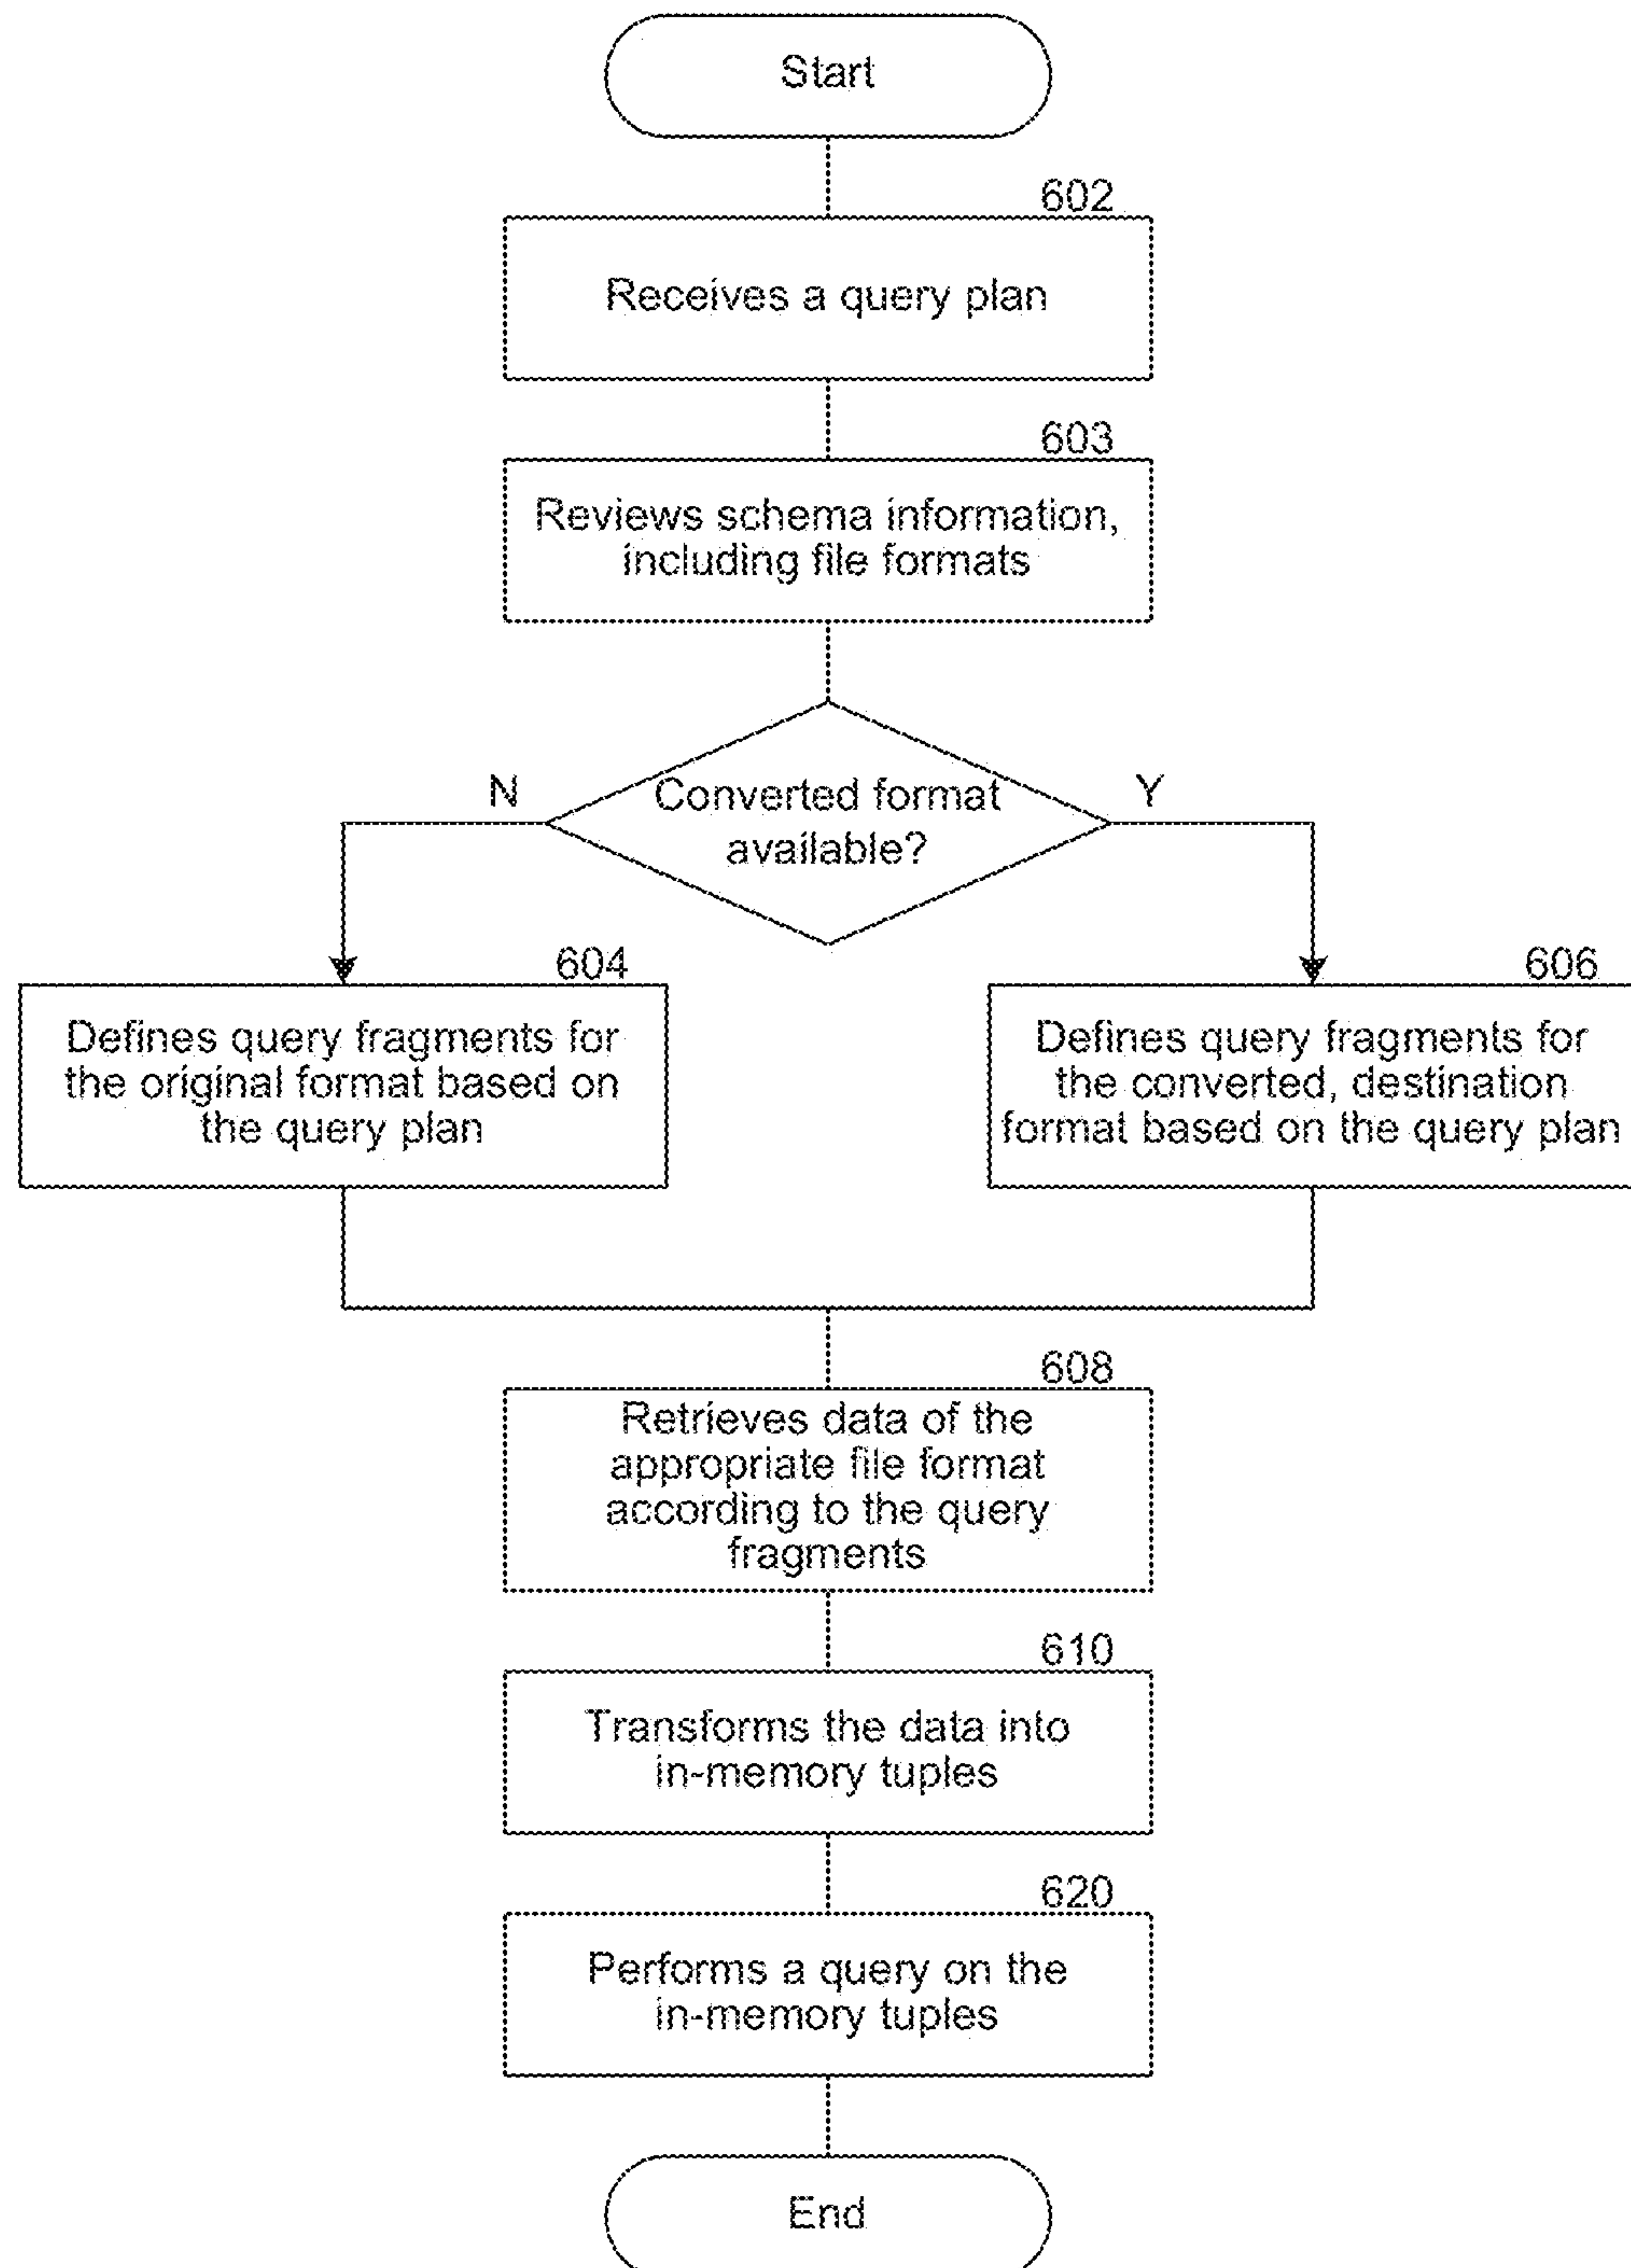 Start
602
Receives a query plan
603
Reviews schema information,
including file formats
N
Converted format
available?
Y
604
Defines query fragments for
the original format based on
the query plan
606
Defines query fragments for
the converted, destination
format based on the query plan
608
Retrieves data of the
appropriate file format
according to the query
fragments
610
Transforms the data into
in-memory tuples
620
Performs a query on the
in-memory tuples
End